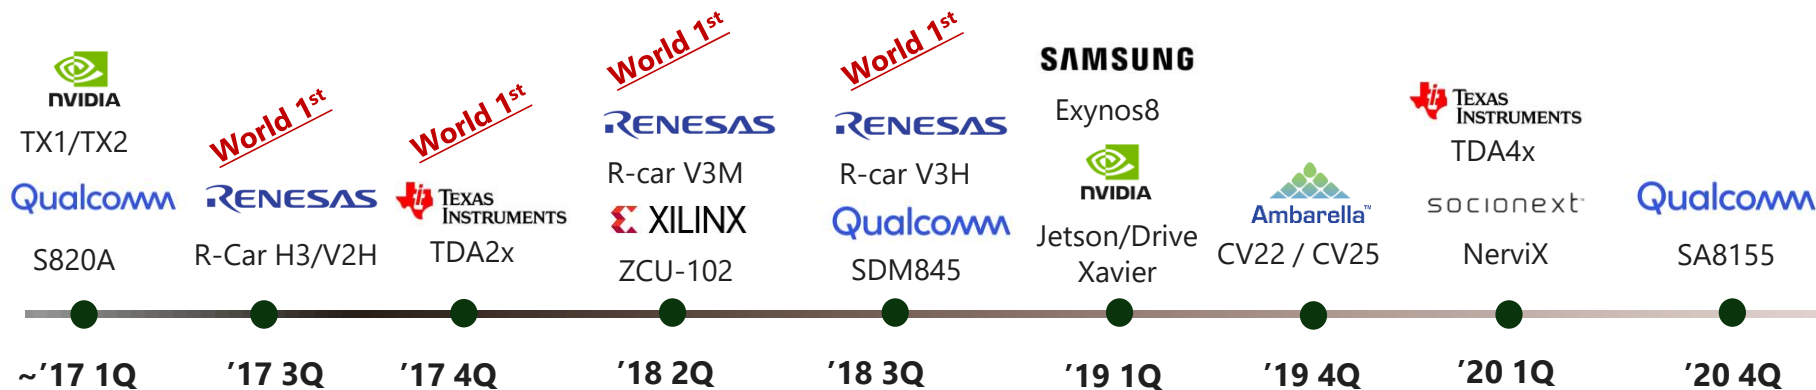 NVIDIA
TX1/TX2
Qualcomm
S820A
~'17 1Q
World 1st
RENESAS
R-Car H3/V2H
'17 3Q
World 1st
TEXAS
INSTRUMENTS
TDA2x
'17 4Q
World 1st
RENESAS
R-car V3M
XILINX
ZCU-102
'18 2Q
World 1st
RENESAS
R-car V3H
Qualcomm
SDM845
'18 3Q
SAMSUNG
Exynos8
NVIDIA
Jetson/Drive
Xavier
'19 1Q
Ambarella™
CV22 / CV25
'19 4Q
TEXAS
INSTRUMENTS
TDA4x
socionext
NerviX
'20 1Q
Qualcomm
SA8155
'20 4Q